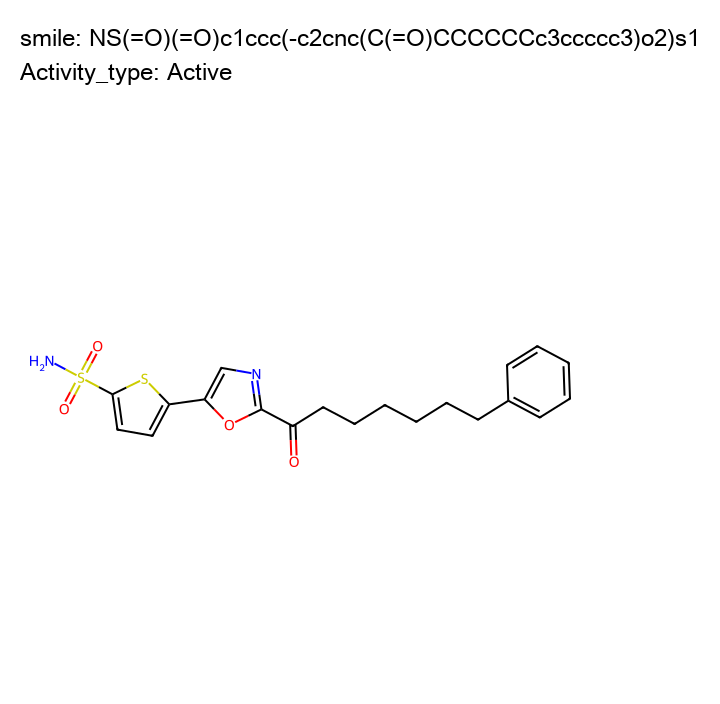 smile: NS(=O)(=O)c1ccc(-c2cnc(C(=O)CCCCCCc3ccccc3)o2)s1
Activity_type: Active
H2N
S
O
O
S
N
O
O